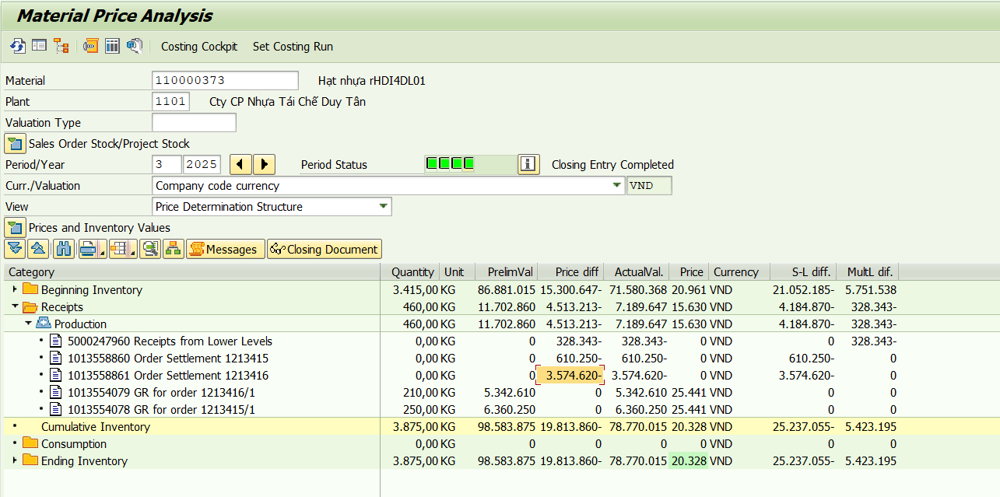 Material Price Analysis
Costing Cockpit Set Costing Run
Material 110000373 Hạt nhựa rHDI4DL01
Plant 1101 Cty CP Nhựa Tái Chế Duy Tân
Valuation Type
Sales Order Stock/Project Stock
Period/Year 3 2025 Period Status Closing Entry Completed
Curr./Valuation Company code currency VND
View Price Determination Structure
Prices and Inventory Values
Messages Closing Document
Category Quantity Unit PrelimVal Price diff ActualVal. Price Currency S-L diff. MultL dif.
Beginning Inventory 3.415,00 KG 86.881.015 15.300.647- 71.580.368 20.961 VND 21.052.185- 5.751.538
Receipts 460,00 KG 11.702.860 4.513.213- 7.189.647 15.630 VND 4.184.870- 328.343-
Production 460,00 KG 11.702.860 4.513.213- 7.189.647 15.630 VND 4.184.870- 328.343-
5000247960 Receipts from Lower Levels 0,00 KG 0 328.343- 328.343- 0 VND 0 328.343-
1013558860 Order Settlement 1213415 0,00 KG 0 610.250- 610.250- 0 VND 610.250- 0
1013558861 Order Settlement 1213416 0,00 KG 0 3.574.620- 3.574.620- 0 VND 3.574.620- 0
1013554079 GR for order 1213416/1 210,00 KG 5.342.610 0 5.342.610 25.441 VND 0 0
1013554078 GR for order 1213415/1 250,00 KG 6.360.250 0 6.360.250 25.441 VND 0 0
Cumulative Inventory 3.875,00 KG 98.583.875 19.813.860- 78.770.015 20.328 VND 25.237.055- 5.423.195
Consumption 0,00 KG 0 0 0 0 VND 0 0
Ending Inventory 3.875,00 KG 98.583.875 19.813.860- 78.770.015 20.328 VND 25.237.055- 5.423.195